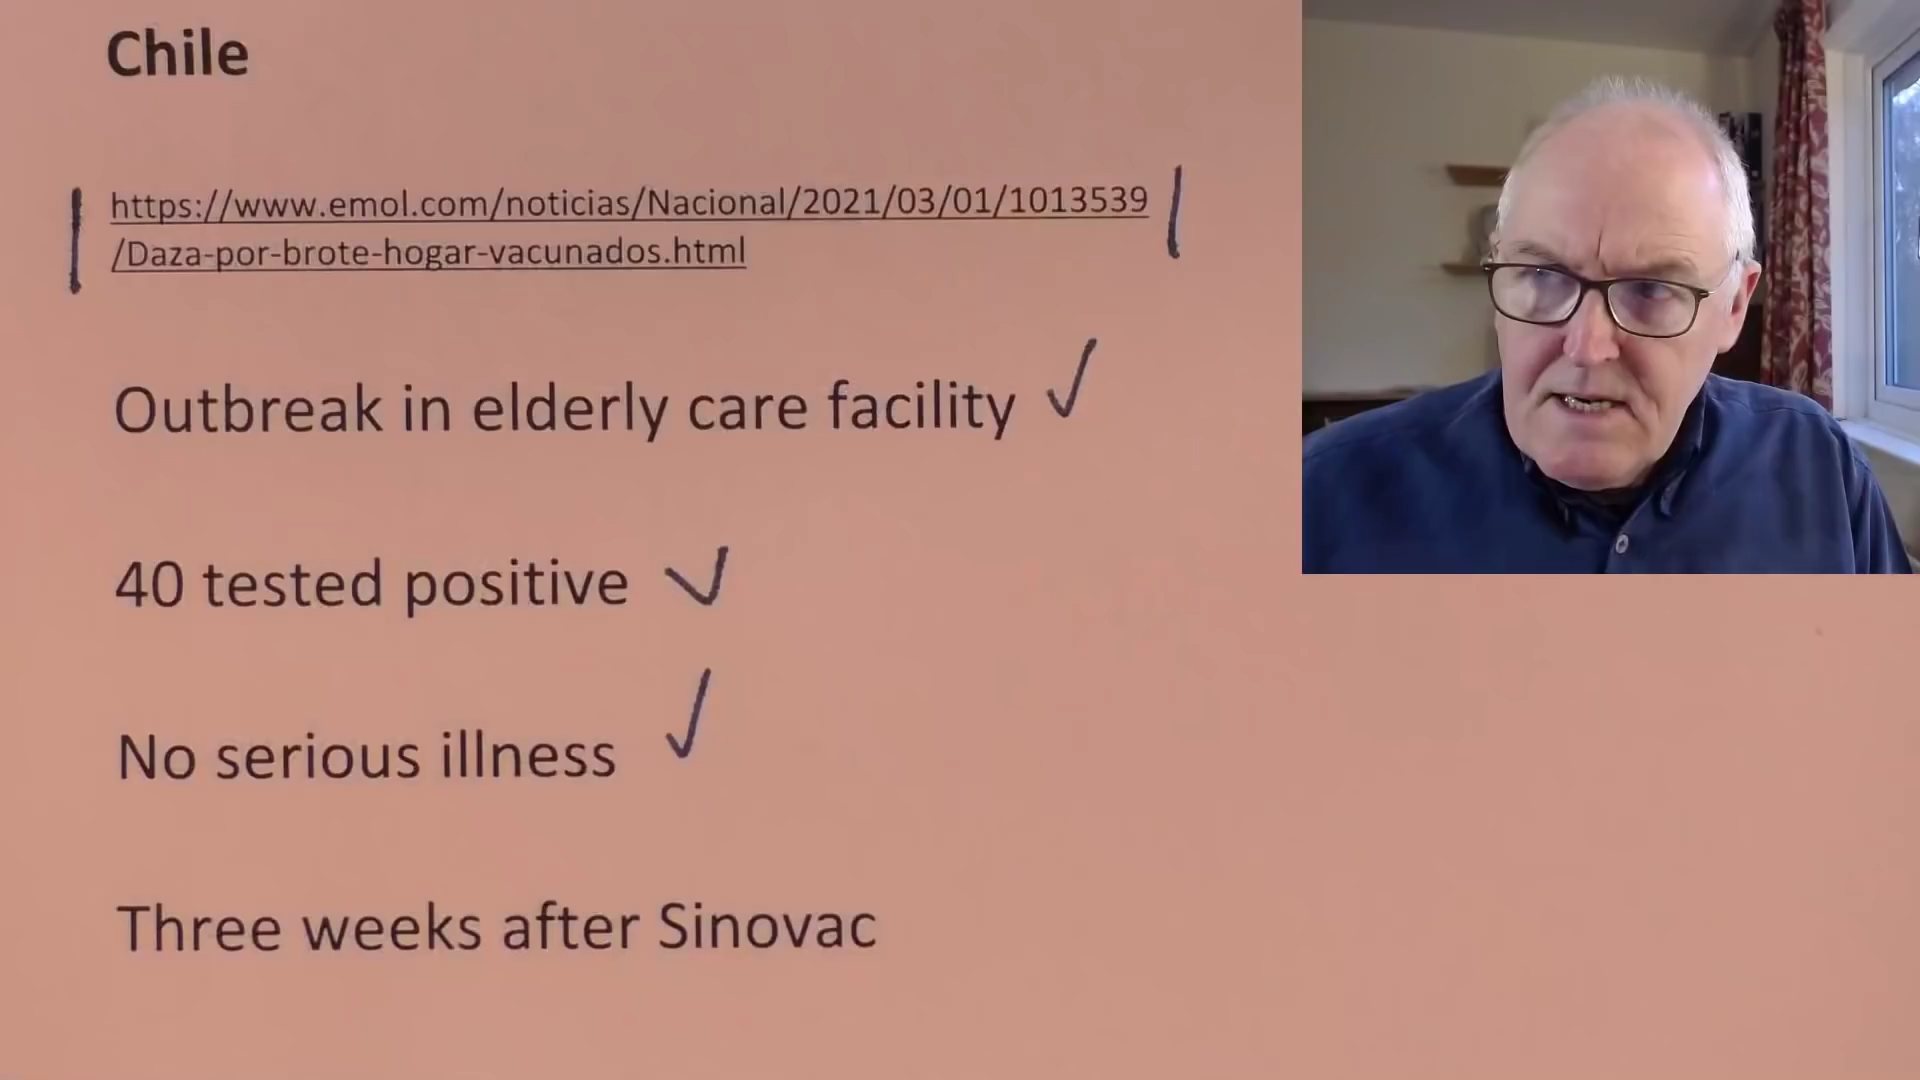 Chile
https://www.emol.com/noticias/Nacional/2021/03/01/1013539
/Daza-por-brote-hogar-vacunados.html
Outbreak in elderly care facility
40 tested positive
No serious illness
Three weeks after Sinovac